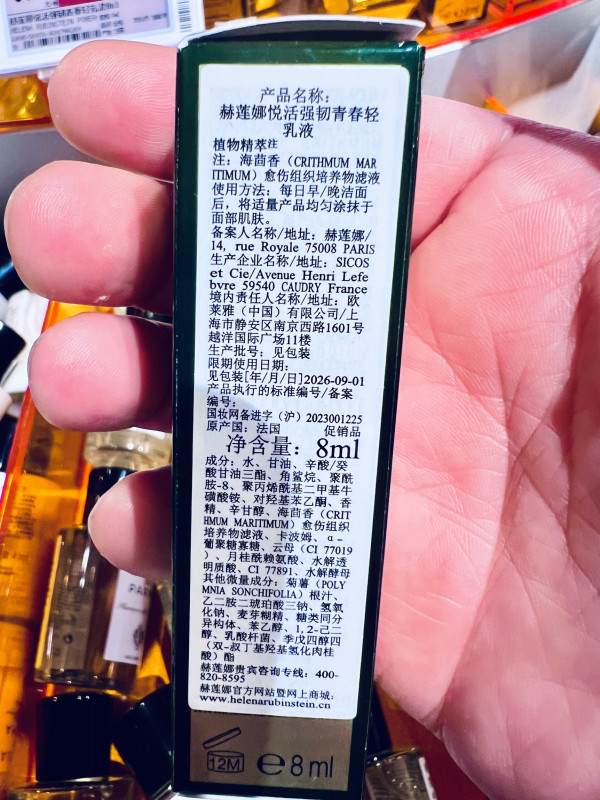 产品名称:
赫莲娜悦活强韧青春轻
乳液
植物精萃注
注: 海茴香 (CRITHMUM MAR
ITIMUM) 愈伤组织培养物滤液
使用方法: 每日早/晚洁面
后, 将适量产品均匀涂抹于
面部肌肤。
备案人名称/地址: 赫莲娜/
14, rue Royale 75008 PARIS
生产企业名称/地址: SICOS
et Cie/Avenue Henri Lefe
bvre 59540 CAUDRY France
境内责任人名称/地址: 欧
莱雅 (中国) 有限公司/上
海市静安区南京西路1601号
越洋国际广场11楼
生产批号: 见包装
限期使用日期:
见包装[年/月/日]2026-09-01
产品执行的标准编号/备案
编号:
国妆网备进字 (沪) 2023001225
原产国: 法国 促销品
净含量: 8ml
成分: 水、甘油、辛酸/癸
酸甘油三酯、角鲨烷、聚酰
胺-8、聚丙烯酰基二甲基牛
磺酸铵、对羟基苯乙酮、香
精、辛甘醇、海茴香 (CRIT
HMUM MARITIMUM) 愈伤组织
培养物滤液、卡波姆、α-
葡聚糖寡糖、云母 (CI 77019
)、月桂酰赖氨酸、水解透
明质酸、CI 77891、水解酵母
其他微量成分: 菊薯 (POLY
MNIA SONCHIFOLIA) 根汁、
乙二胺二琥珀酸三钠、氢氧
化钠、麦芽糊精、糖类同分
异构体、苯乙醇、1,2-己二
醇、乳酸杆菌、季戊四醇四
(双-叔丁基羟基氢化肉桂
酸) 酯
赫莲娜贵宾咨询专线: 400-
820-8595
赫莲娜官方网站暨网上商城:
www.helenarubinstein.cn
12M e 8ml